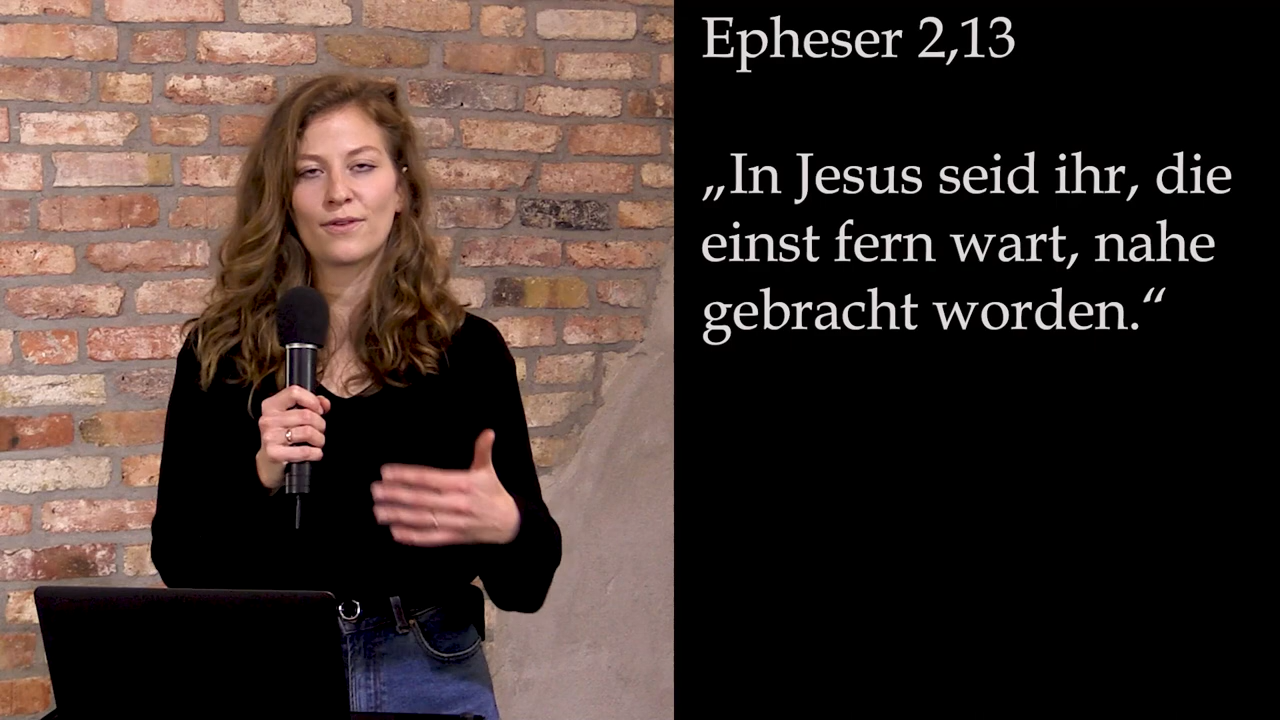 Epheser 2,13
„In Jesus seid ihr, die
einst fern wart, nahe
gebracht worden.“